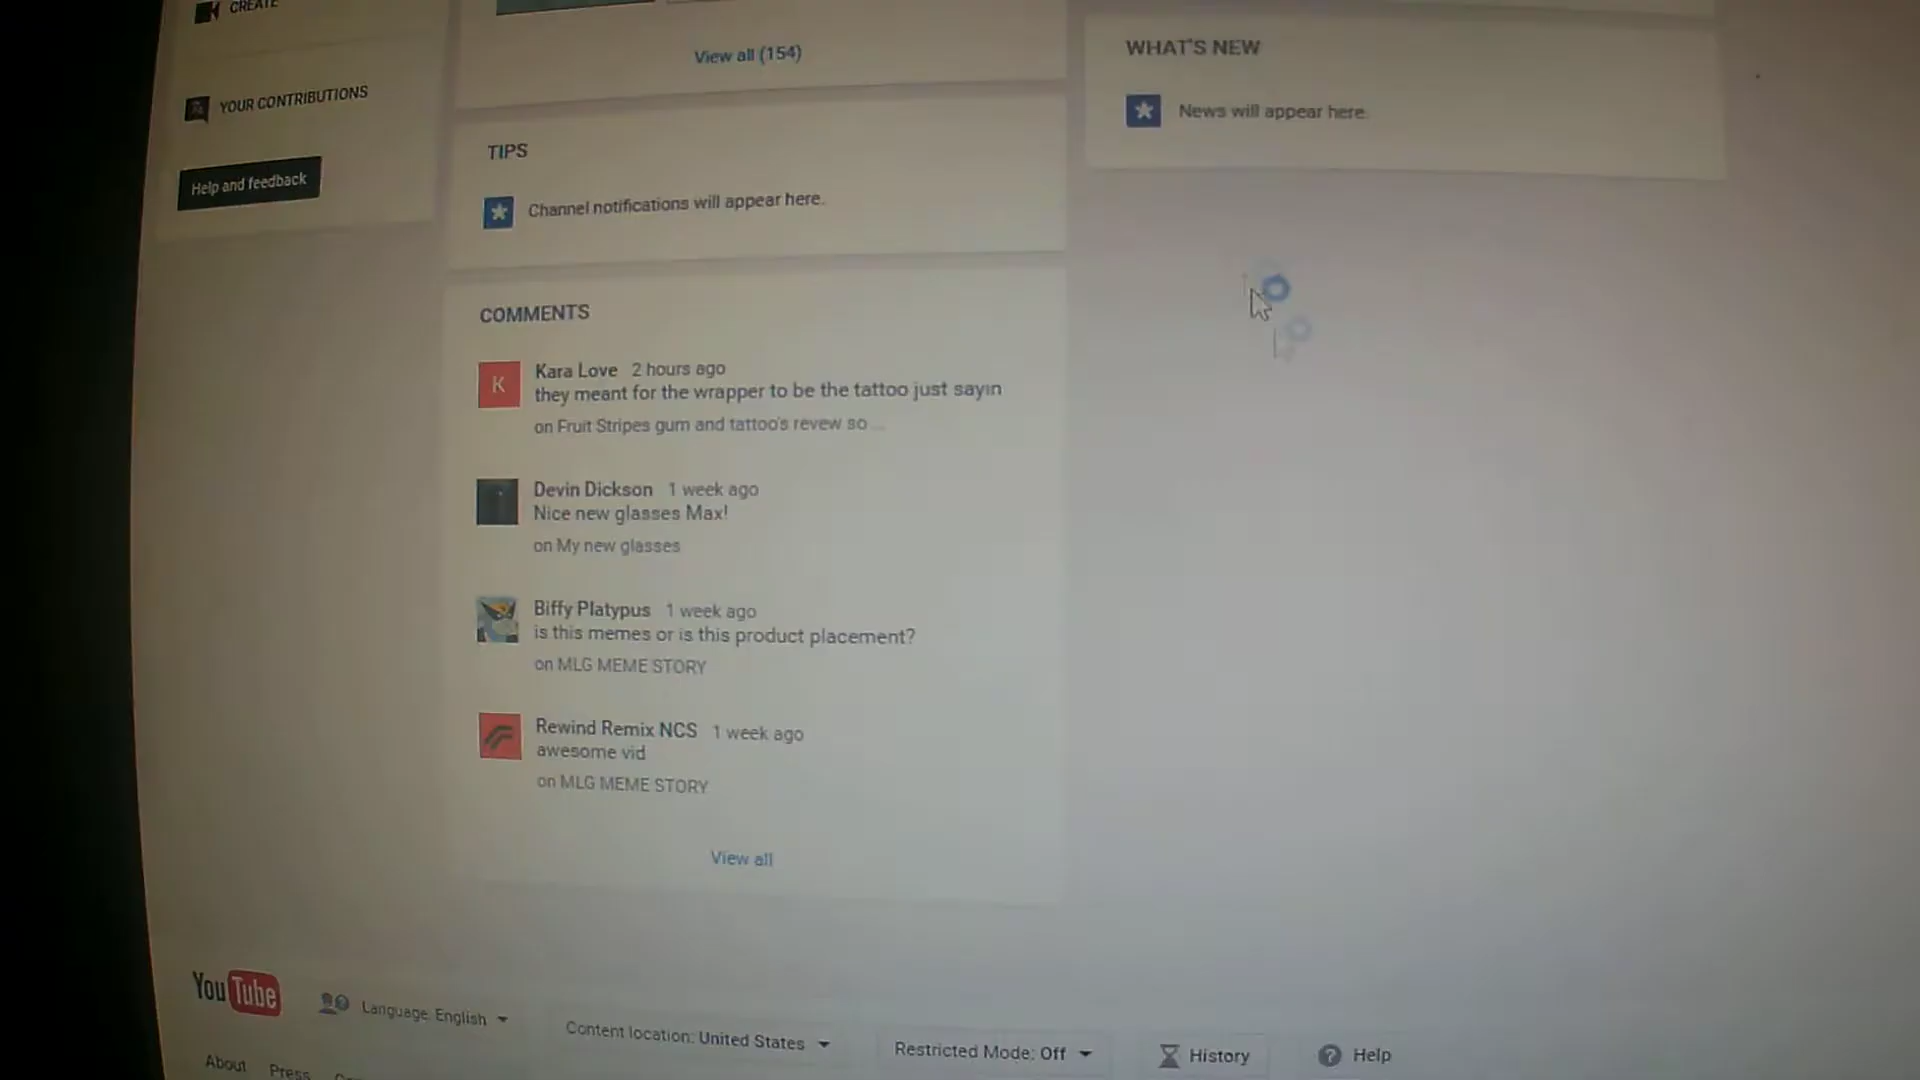 CREATE
YOUR CONTRIBUTIONS
Help and feedback
View all (154)
TIPS
Channel notifications will appear here.
COMMENTS
K
Kara Love 2 hours ago
they meant for the wrapper to be the tattoo just sayin
on Fruit Stripes gum and tattoo's revew so ...
Devin Dickson 1 week ago
Nice new glasses Max!
on My new glasses
Biffy Platypus 1 week ago
is this memes or is this product placement?
on MLG MEME STORY
Rewind Remix NCS 1 week ago
awesome vid
on MLG MEME STORY
View all
WHAT'S NEW
News will appear here.
YouTube
Language: English
Content location: United States
Restricted Mode: Off
History
Help
About Press